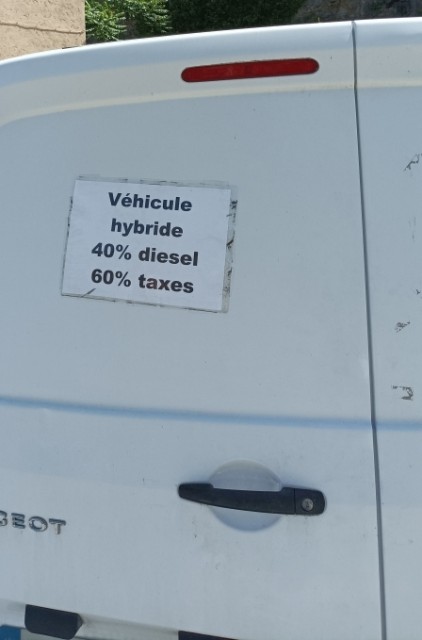 Véhicule
hybride
40% diesel
60% taxes
GEOT